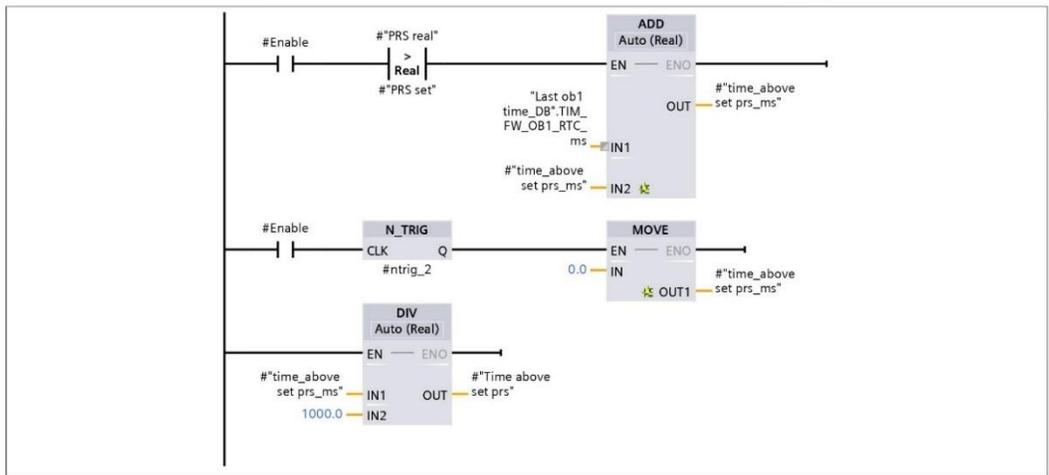 #Enable
#"PRS real"
>
Real
#"PRS set"
ADD
Auto (Real)
EN
ENO
"Last ob1
time_DB".TIM_
FW_OB1_RTC_
ms
IN1
OUT
#"time_above
set prs_ms"
#"time_above
set prs_ms"
IN2
#Enable
N_TRIG
CLK
Q
#ntrig_2
MOVE
EN
ENO
0.0
IN
OUT1
#"time_above
set prs_ms"
DIV
Auto (Real)
EN
ENO
#"time_above
set prs_ms"
IN1
1000.0
IN2
OUT
#"Time above
set prs"